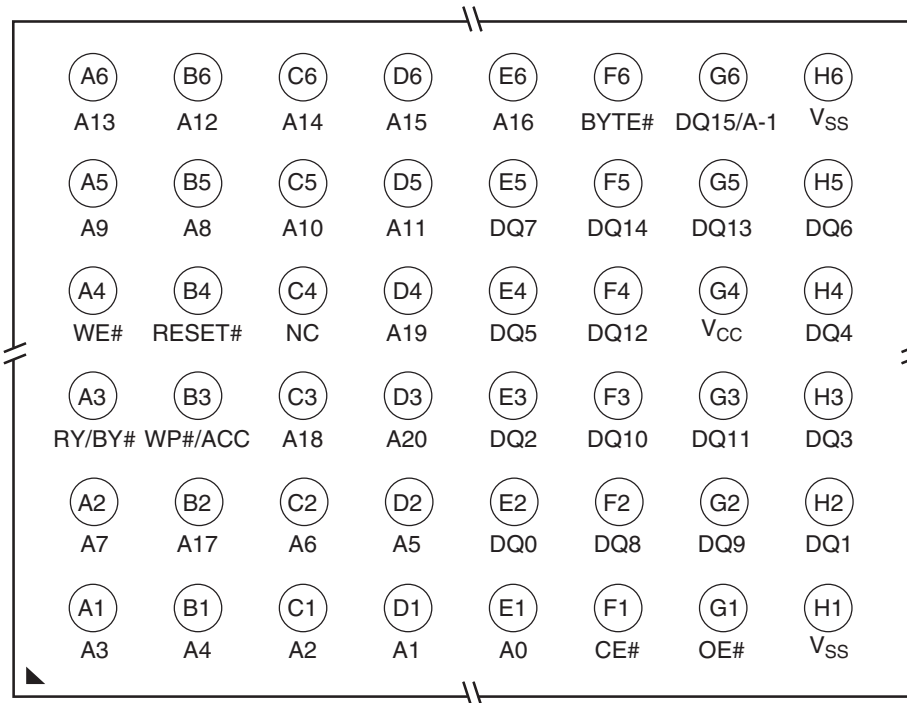 A6 B6 C6 D6 E6 F6 G6 H6
A13 A12 A14 A15 A16 BYTE# DQ15/A-1 VSS
A5 B5 C5 D5 E5 F5 G5 H5
A9 A8 A10 A11 DQ7 DQ14 DQ13 DQ6
A4 B4 C4 D4 E4 F4 G4 H4
WE# RESET# NC A19 DQ5 DQ12 VCC DQ4
A3 B3 C3 D3 E3 F3 G3 H3
RY/BY# WP#/ACC A18 A20 DQ2 DQ10 DQ11 DQ3
A2 B2 C2 D2 E2 F2 G2 H2
A7 A17 A6 A5 DQ0 DQ8 DQ9 DQ1
A1 B1 C1 D1 E1 F1 G1 H1
A3 A4 A2 A1 A0 CE# OE# VSS